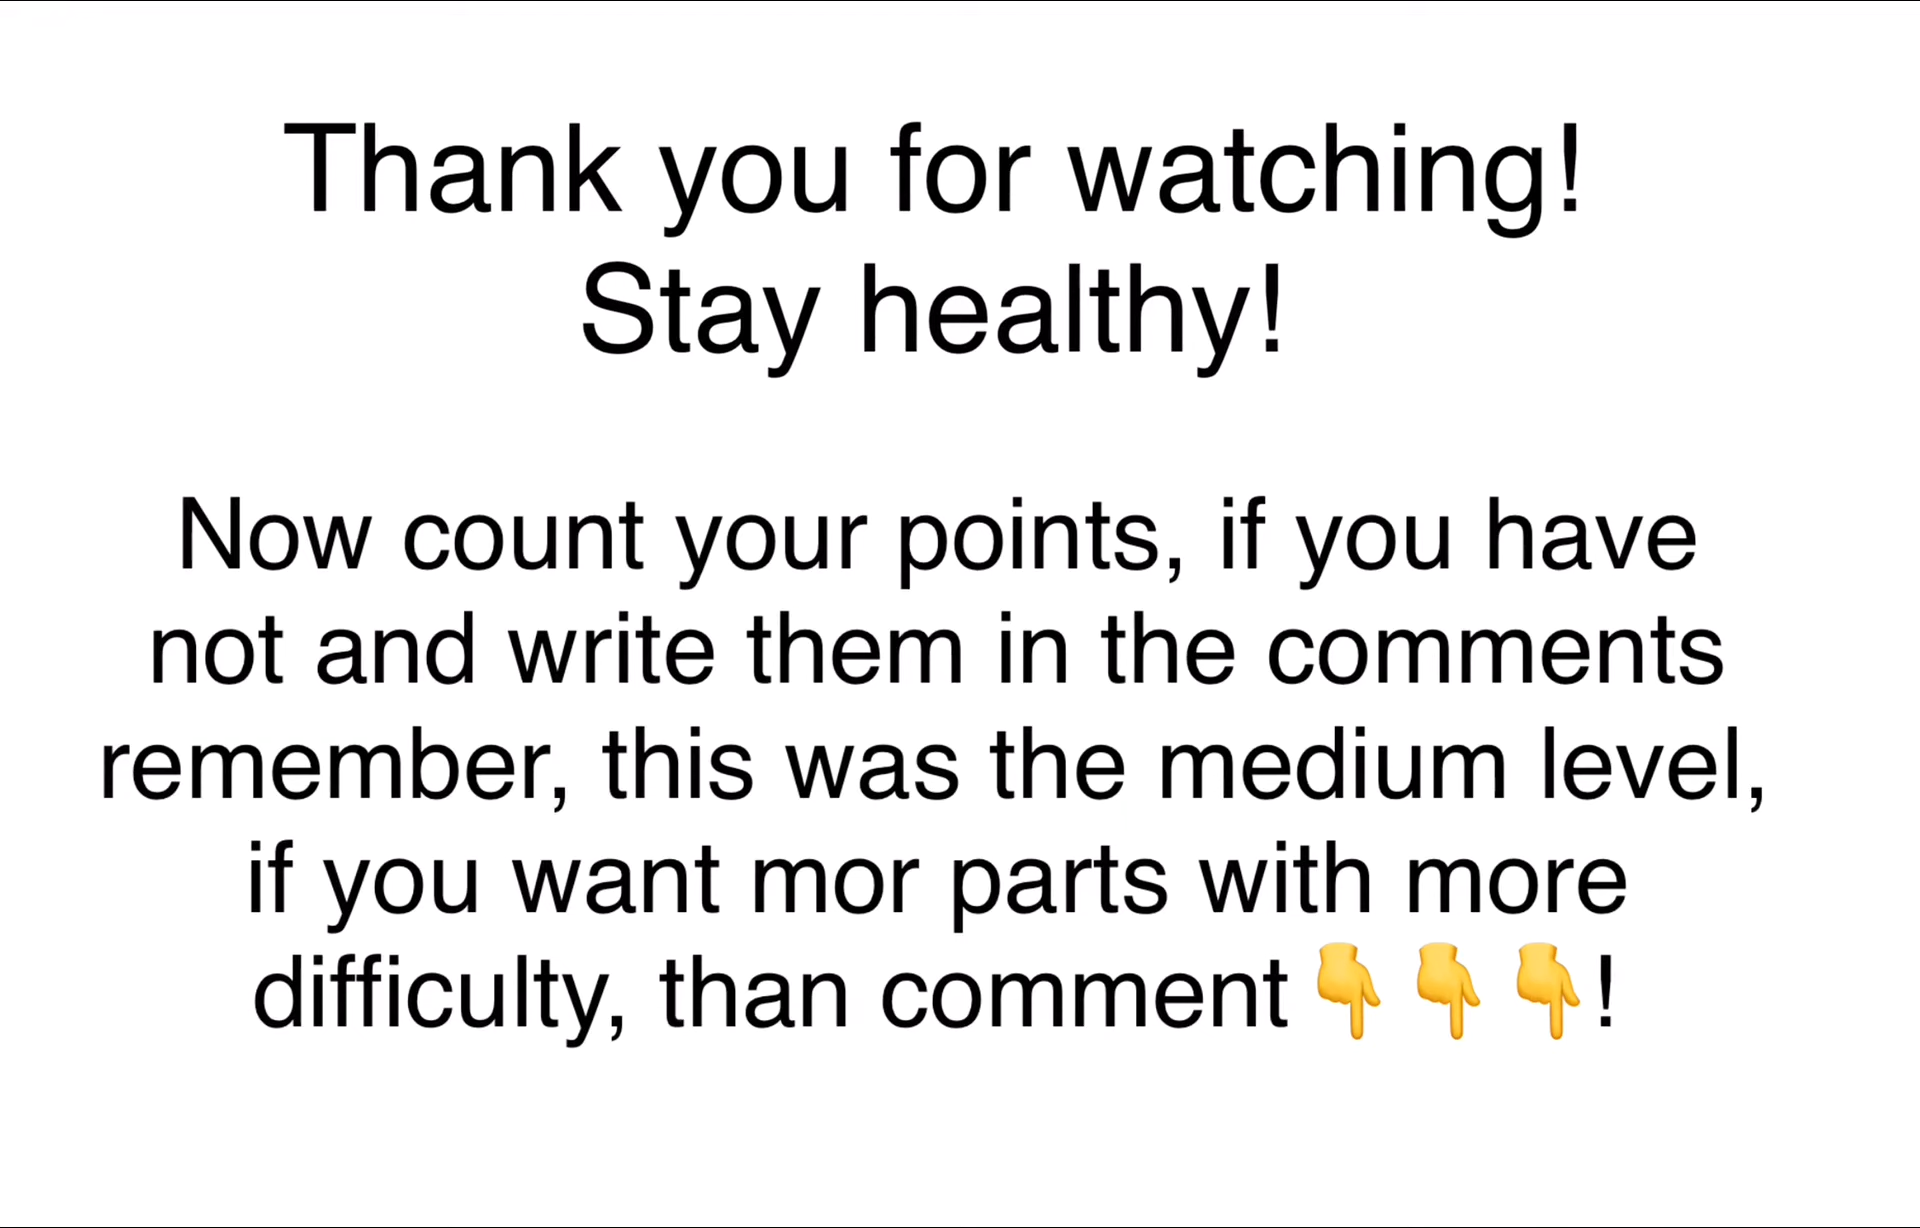 Thank you for watching!
Stay healthy!
Now count your points, if you have
not and write them in the comments
remember, this was the medium level,
if you want mor parts with more
difficulty, than comment👇👇👇!